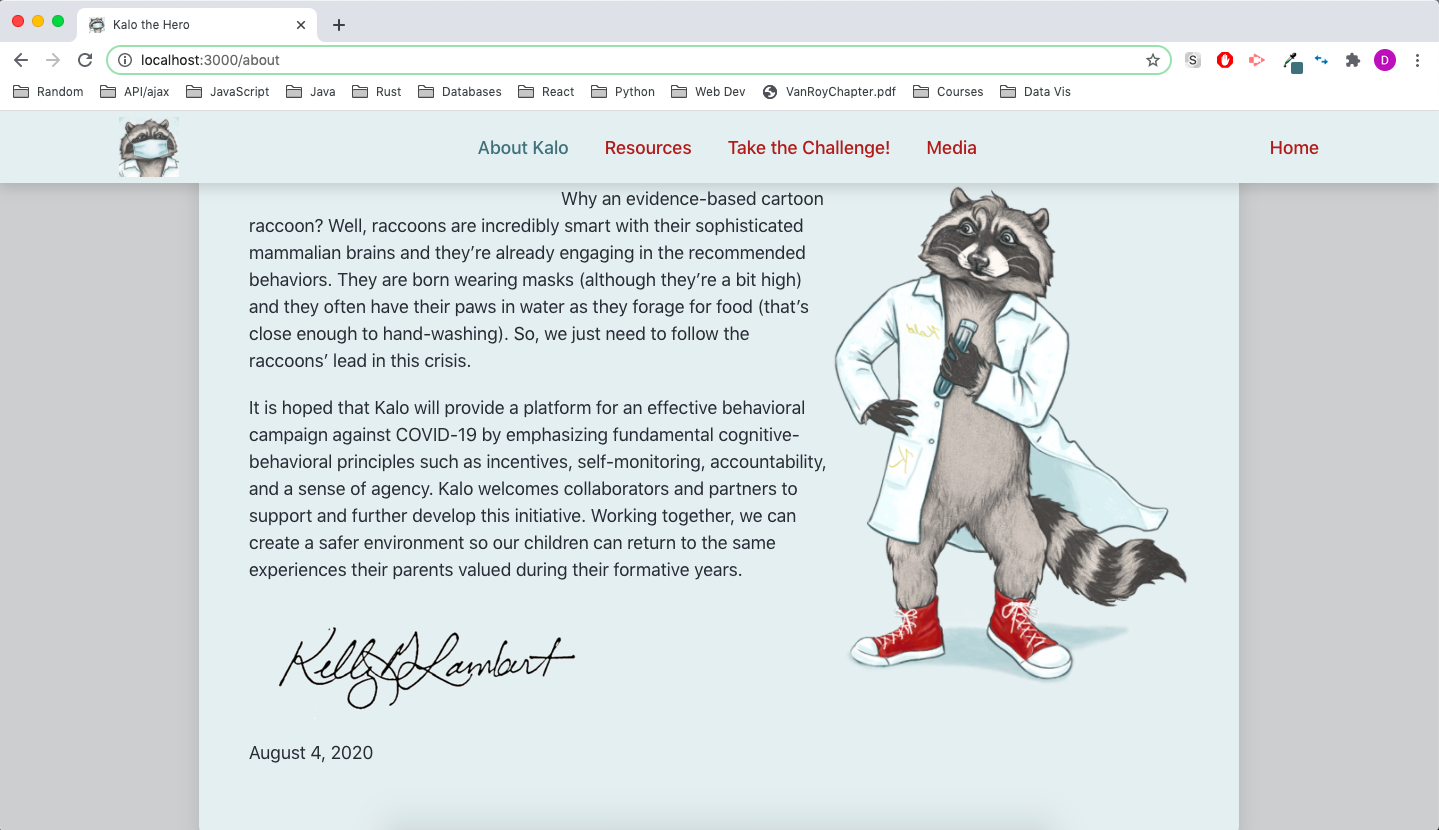 Kalo the Hero
localhost:3000/about
S
D
Random API/ajax JavaScript Java Rust Databases React Python Web Dev VanRoyChapter.pdf Courses Data Vis
About Kalo Resources Take the Challenge! Media Home
Why an evidence-based cartoon
raccoon? Well, raccoons are incredibly smart with their sophisticated
mammalian brains and they’re already engaging in the recommended
behaviors. They are born wearing masks (although they’re a bit high)
and they often have their paws in water as they forage for food (that’s
close enough to hand-washing). So, we just need to follow the
raccoons’ lead in this crisis.
It is hoped that Kalo will provide a platform for an effective behavioral
campaign against COVID-19 by emphasizing fundamental cognitive-
behavioral principles such as incentives, self-monitoring, accountability,
and a sense of agency. Kalo welcomes collaborators and partners to
support and further develop this initiative. Working together, we can
create a safer environment so our children can return to the same
experiences their parents valued during their formative years.
Kalo
K
Kelly G Lambert
August 4, 2020